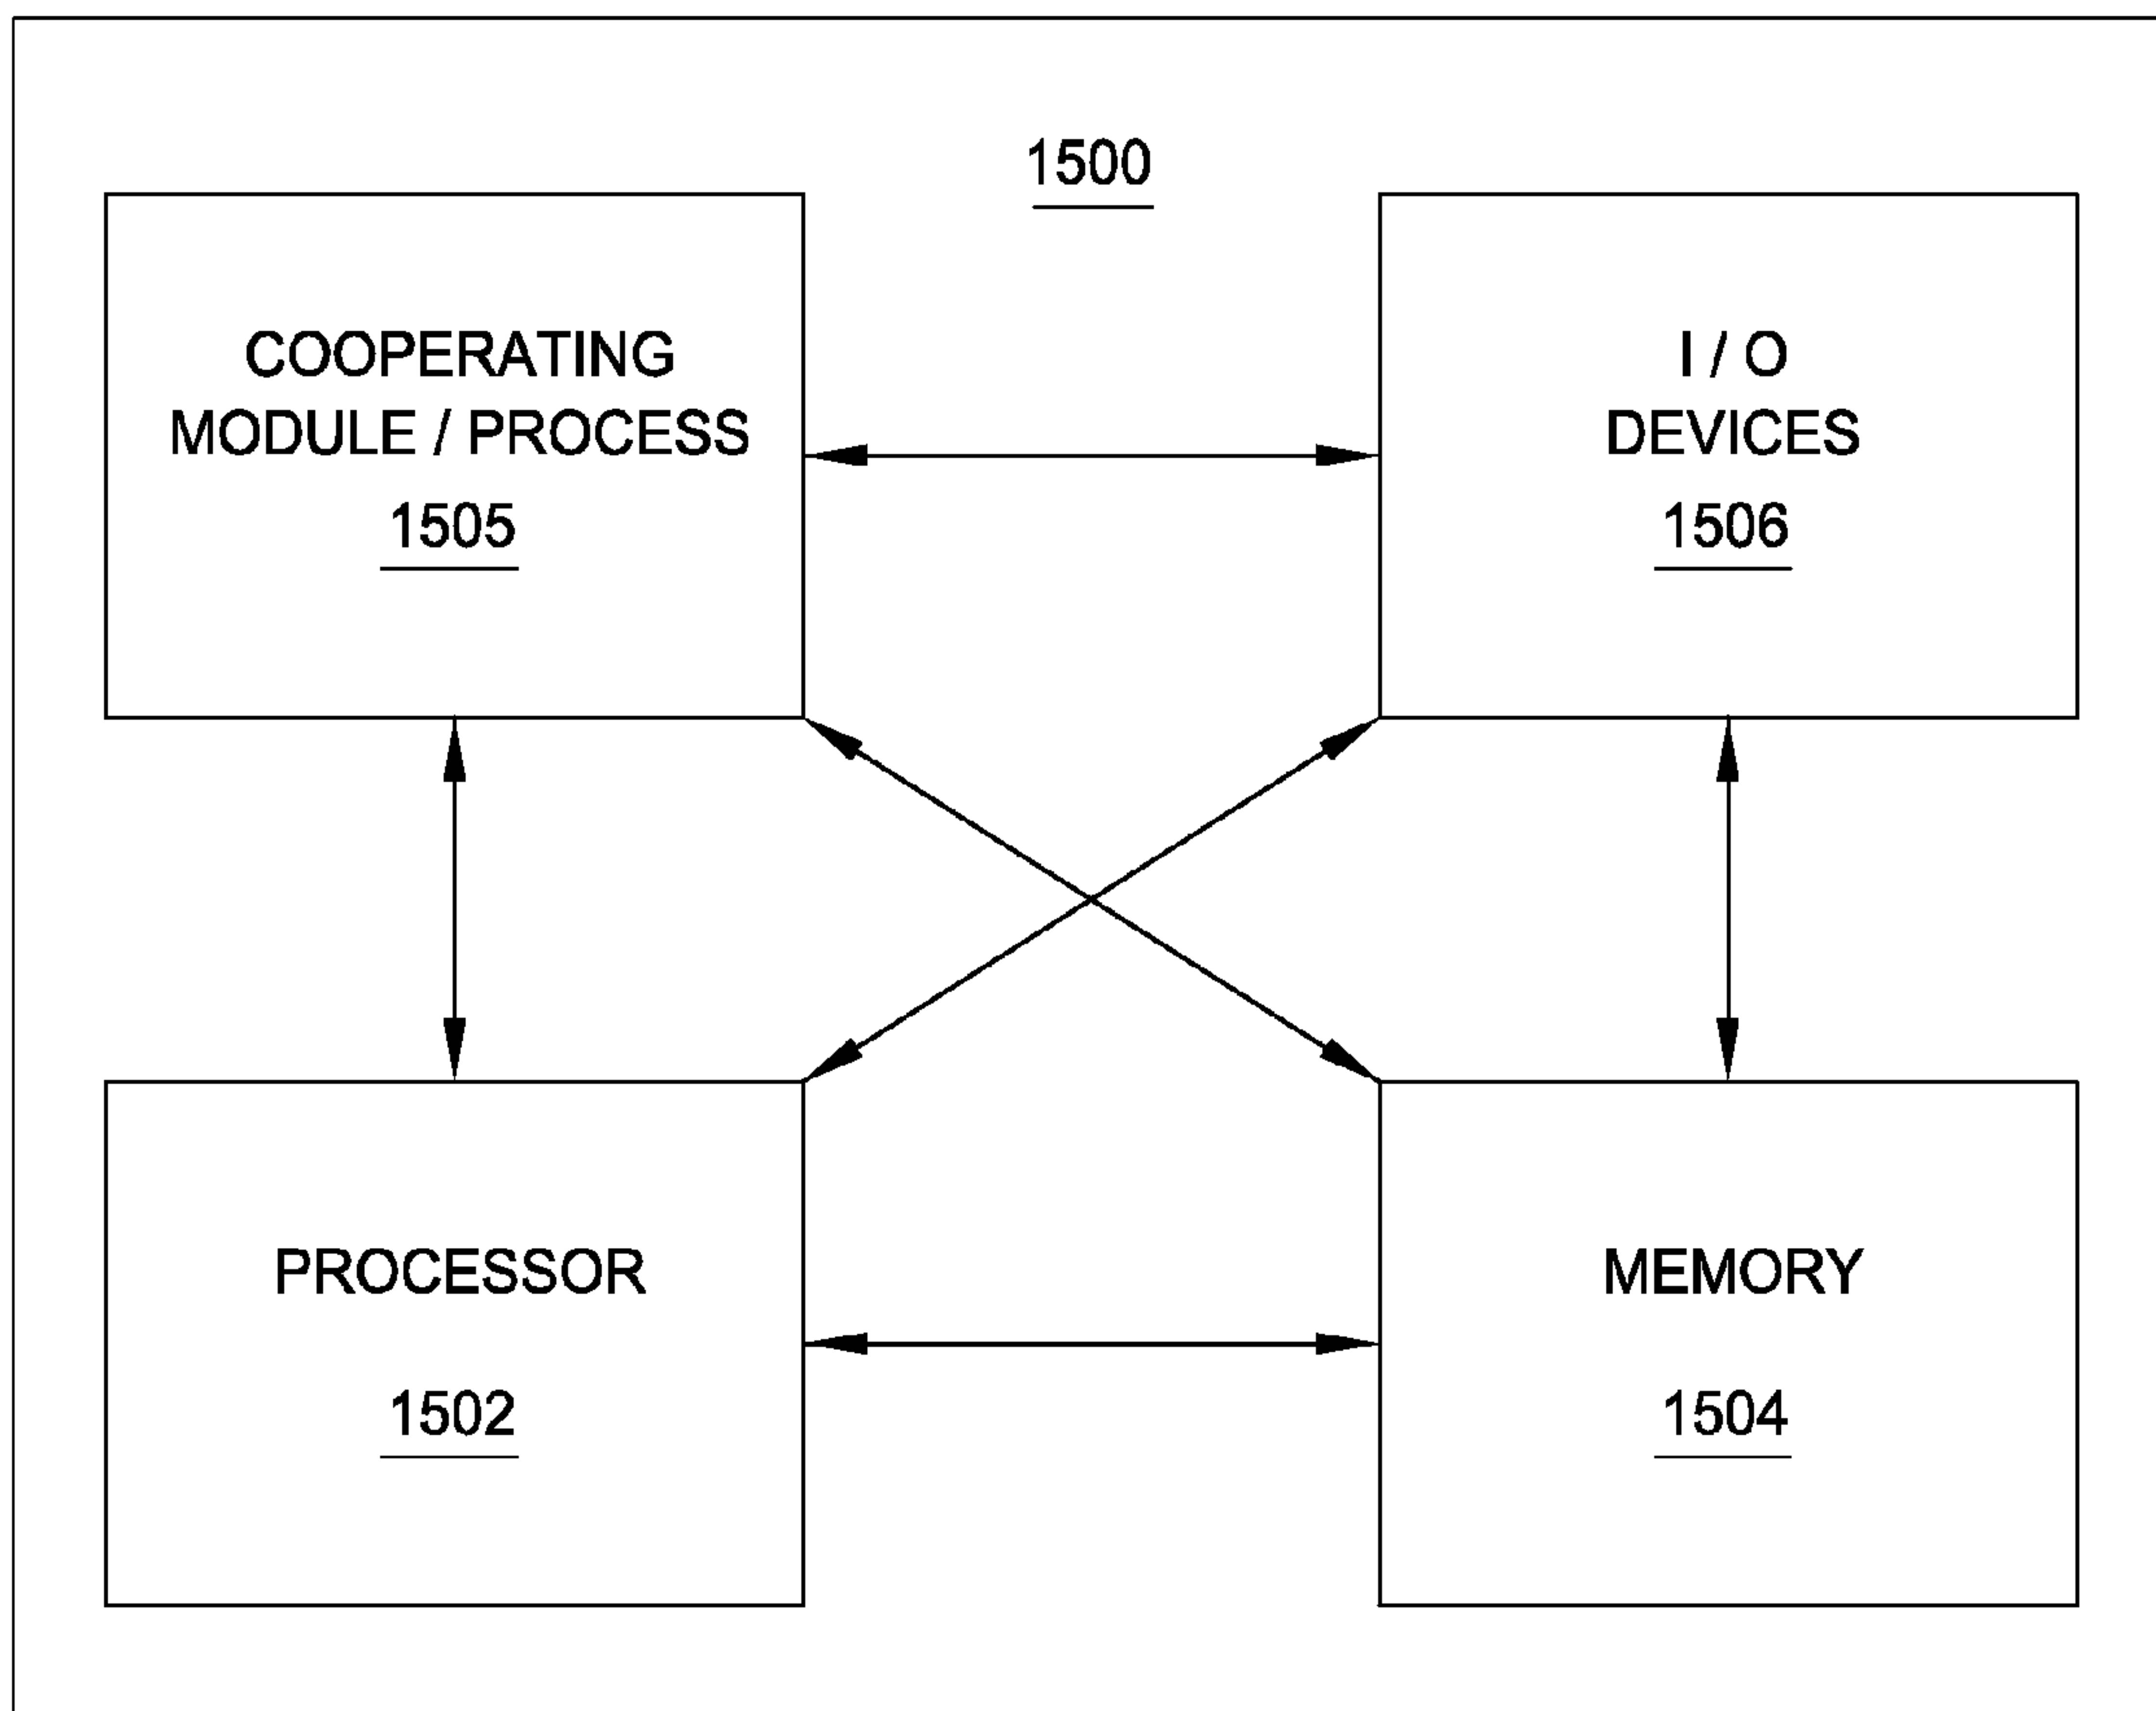 1500
COOPERATING
MODULE / PROCESS
1505
I / O
DEVICES
1506
PROCESSOR
1502
MEMORY
1504